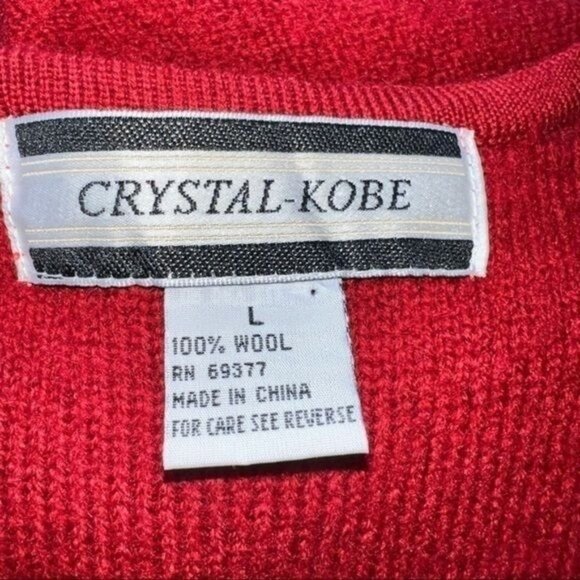 CRYSTAL-KOBE
L
100% WOOL
RN 69377
MADE IN CHINA
FOR CARE SEE REVERSE